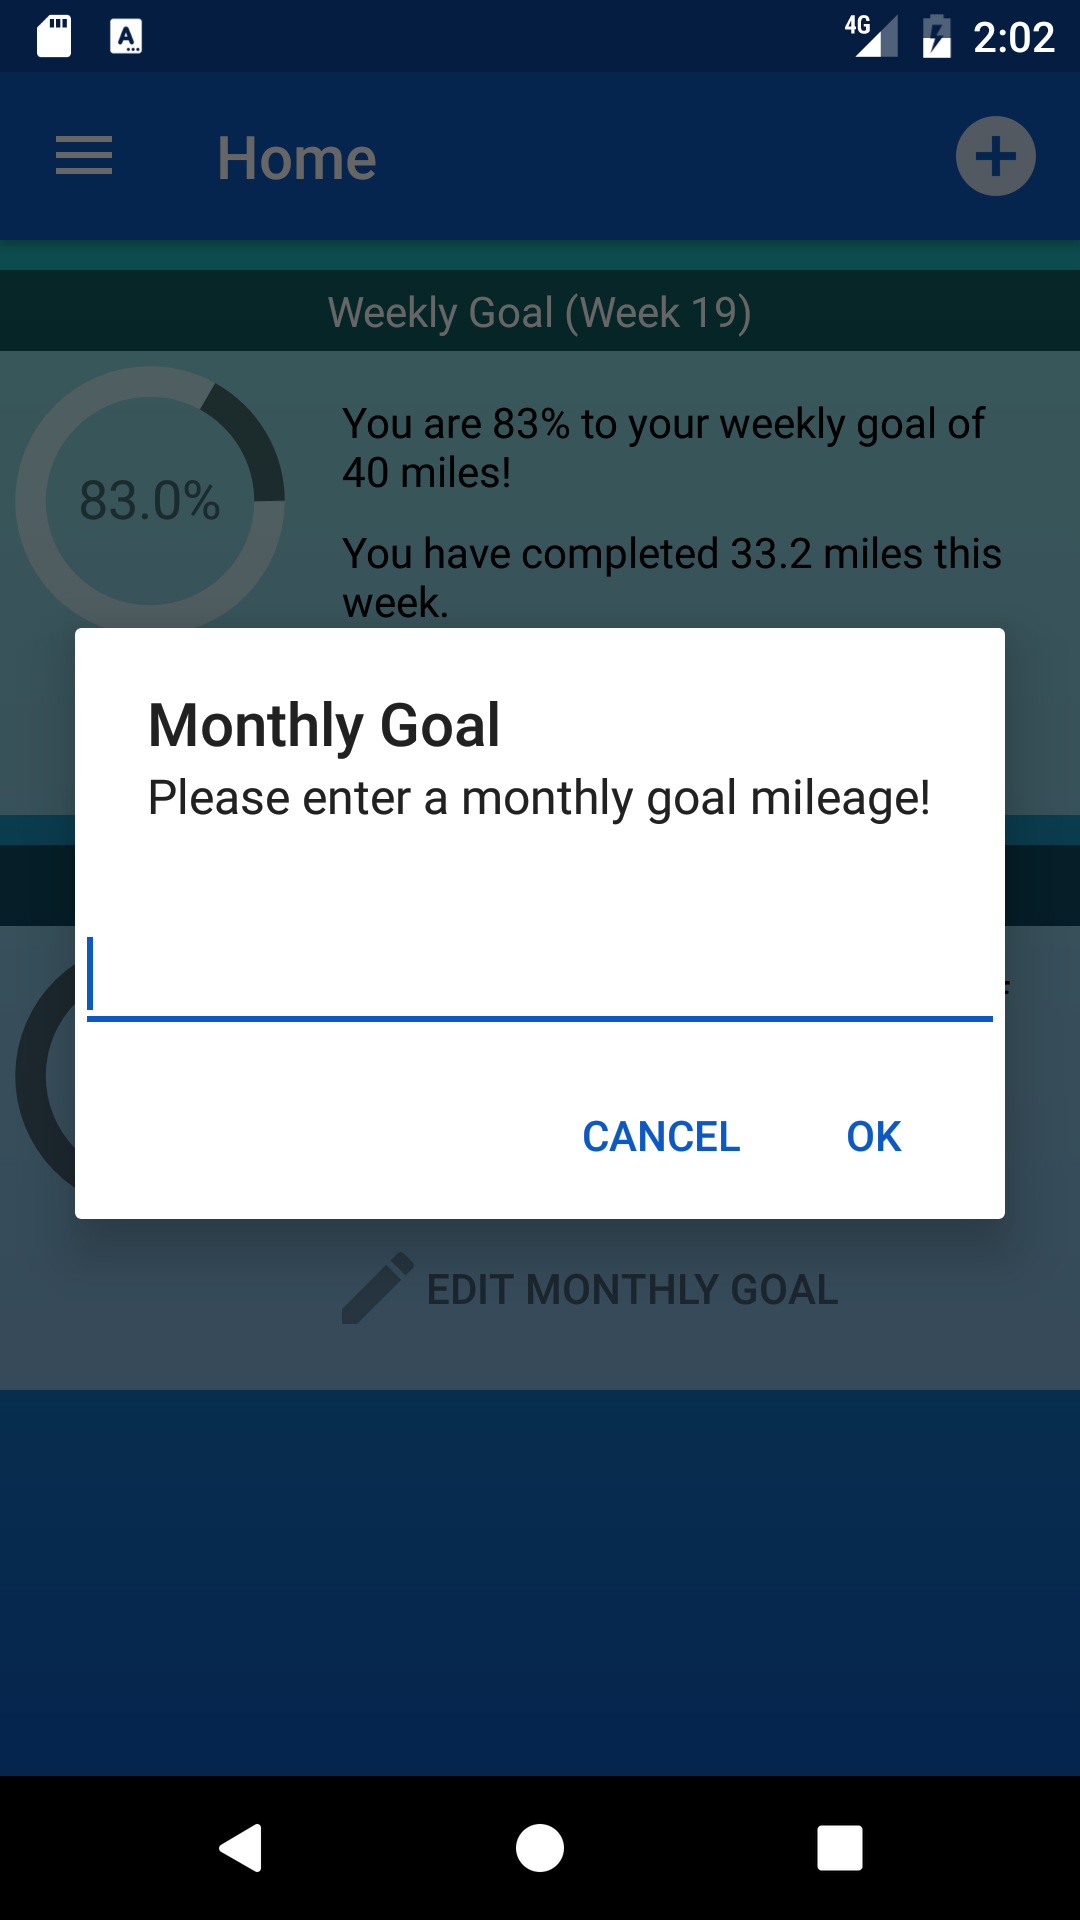 4G 2:02
Home
Weekly Goal (Week 19)
You are 83% to your weekly goal of
40 miles!
83.0%
You have completed 33.2 miles this
week.
Monthly Goal
Please enter a monthly goal mileage!
CANCEL OK
EDIT MONTHLY GOAL